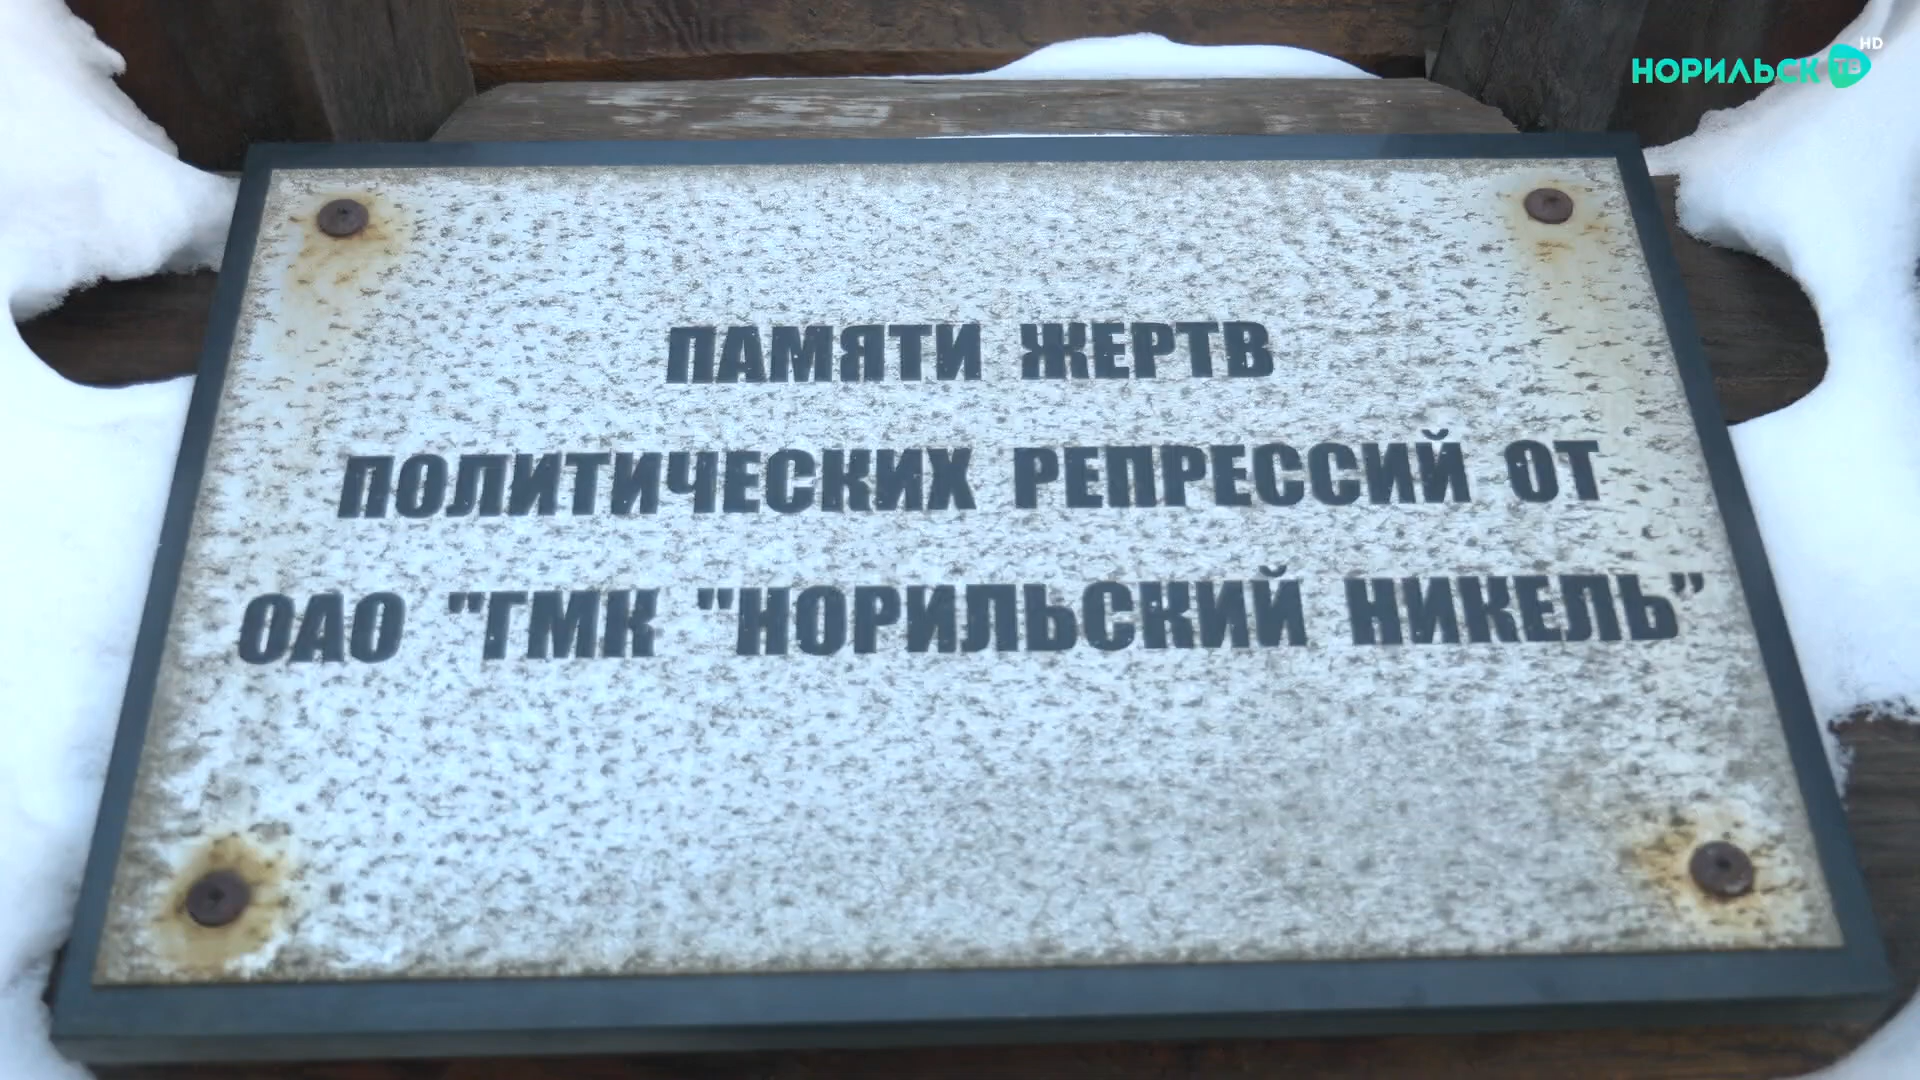 НОРИЛЬСК ТВ HD
ПАМЯТИ ЖЕРТВ
ПОЛИТИЧЕСКИХ РЕПРЕССИЙ ОТ
ОАО "ГМК "НОРИЛЬСКИЙ НИКЕЛЬ"